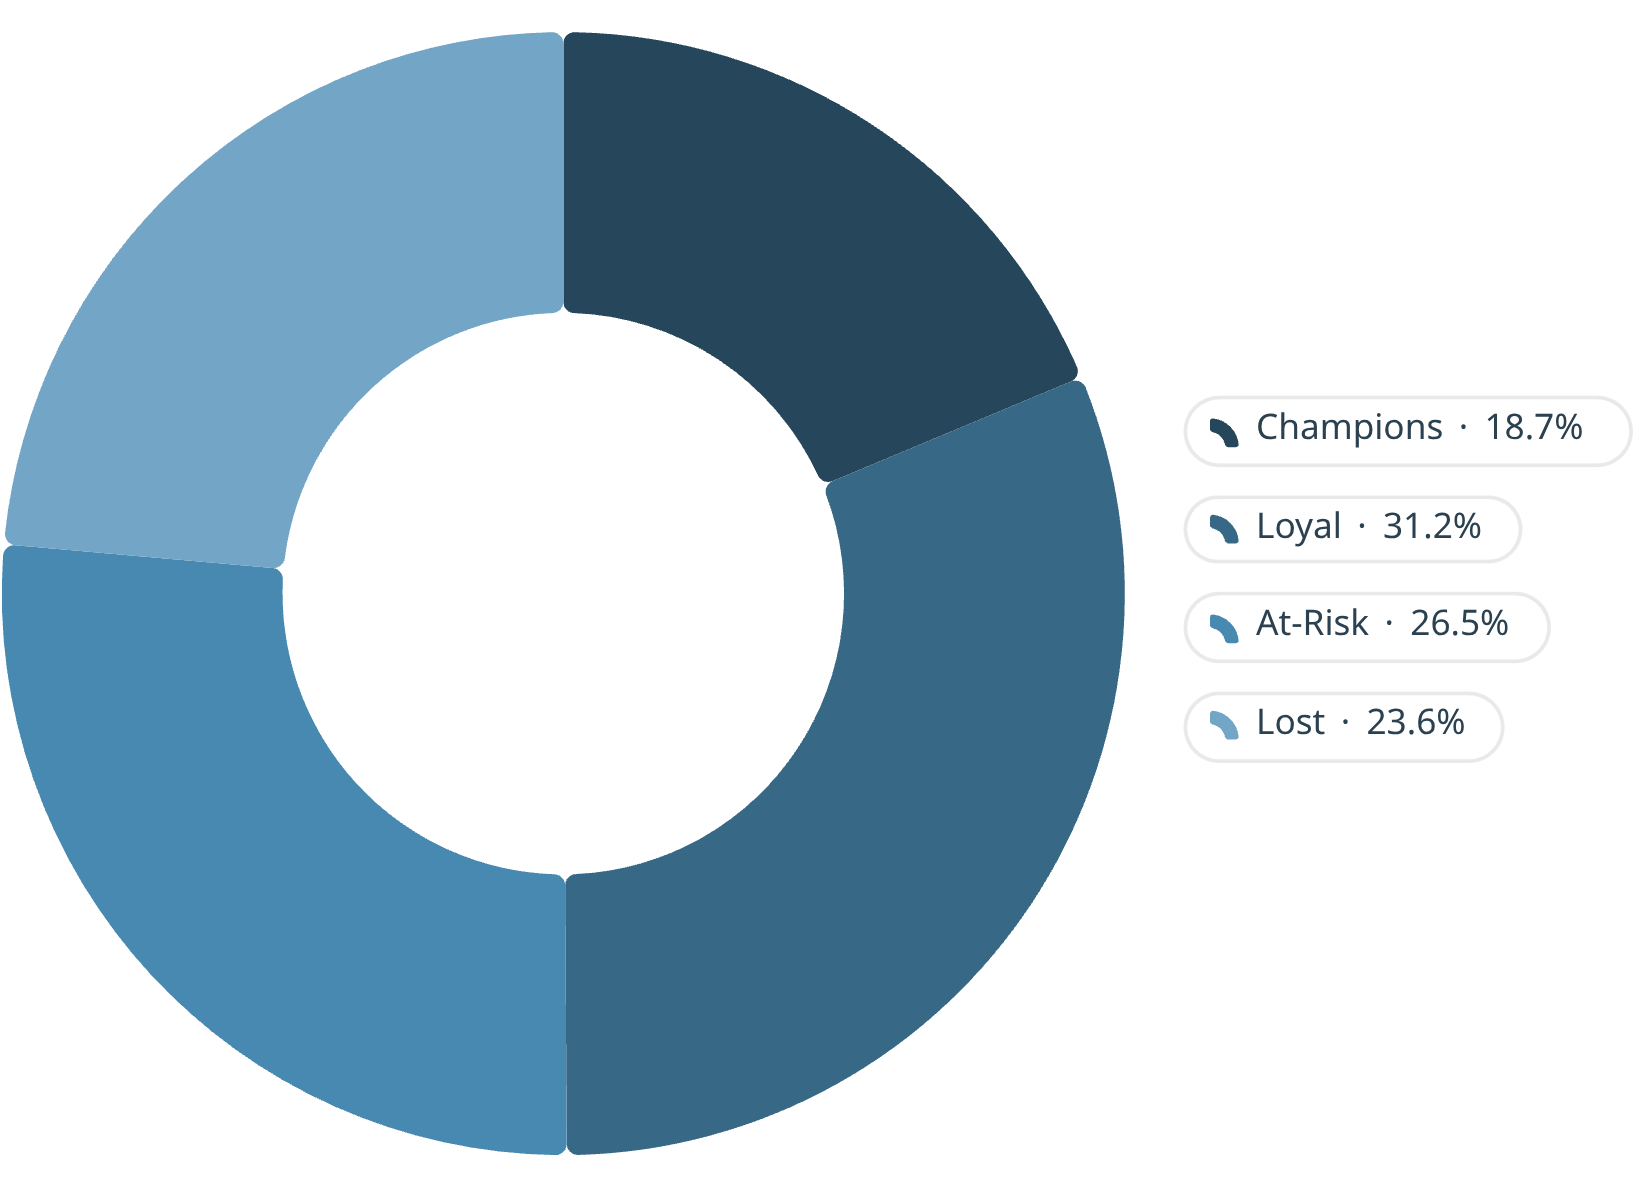 Champions · 18.7%
Loyal · 31.2%
At-Risk · 26.5%
Lost · 23.6%